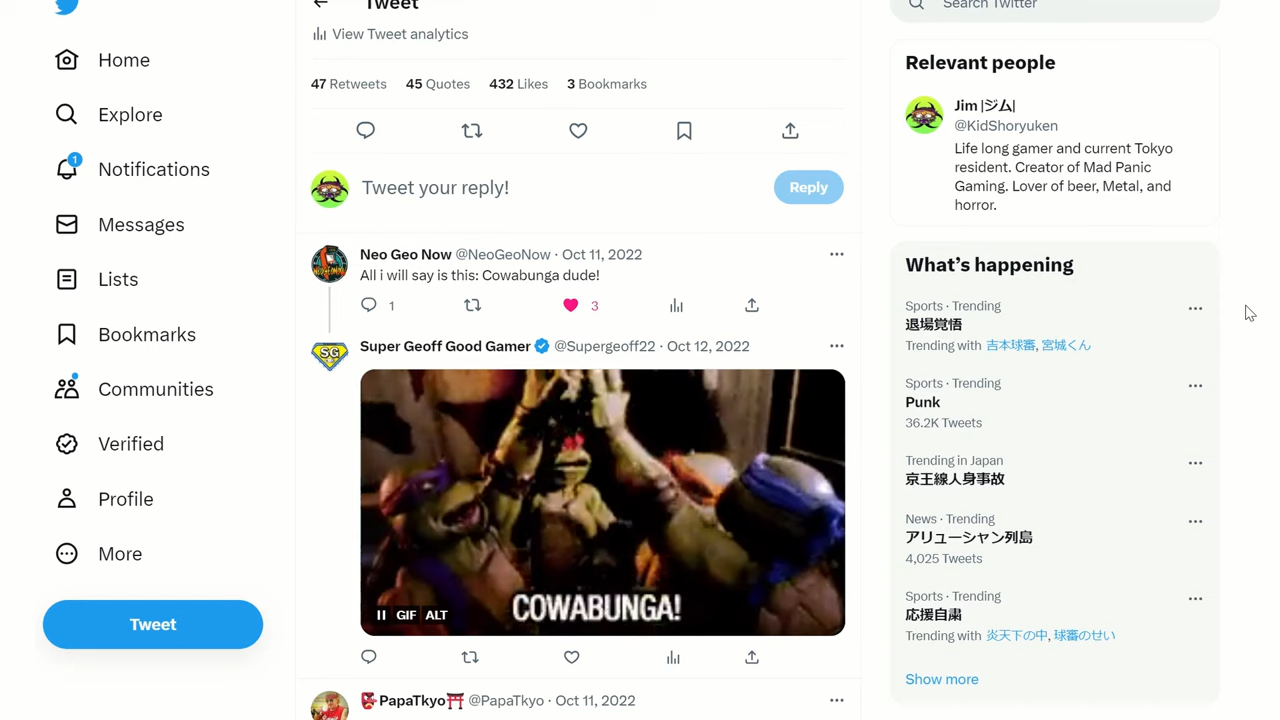 Home
Explore
1
Notifications
Messages
Lists
Bookmarks
Communities
Verified
Profile
More
Tweet
Tweet
View Tweet analytics
47 Retweets 45 Quotes 432 Likes 3 Bookmarks
Tweet your reply!
Reply
Neo Geo Now @NeoGeoNow · Oct 11, 2022
All i will say is this: Cowabunga dude!
1 3
SG
Super Geoff Good Gamer @Supergeoff22 · Oct 12, 2022
COWABUNGA!
GIF ALT
PapaTkyo @PapaTkyo · Oct 11, 2022
Search Twitter
Relevant people
Jim |ジム|
@KidShoryuken
Life long gamer and current Tokyo
resident. Creator of Mad Panic
Gaming. Lover of beer, Metal, and
horror.
What's happening
Sports · Trending
退場覚悟
Trending with 吉本球審, 宮城くん
Sports · Trending
Punk
36.2K Tweets
Trending in Japan
京王線人身事故
News · Trending
アリューシャン列島
4,025 Tweets
Sports · Trending
応援自粛
Trending with 炎天下の中, 球審のせい
Show more